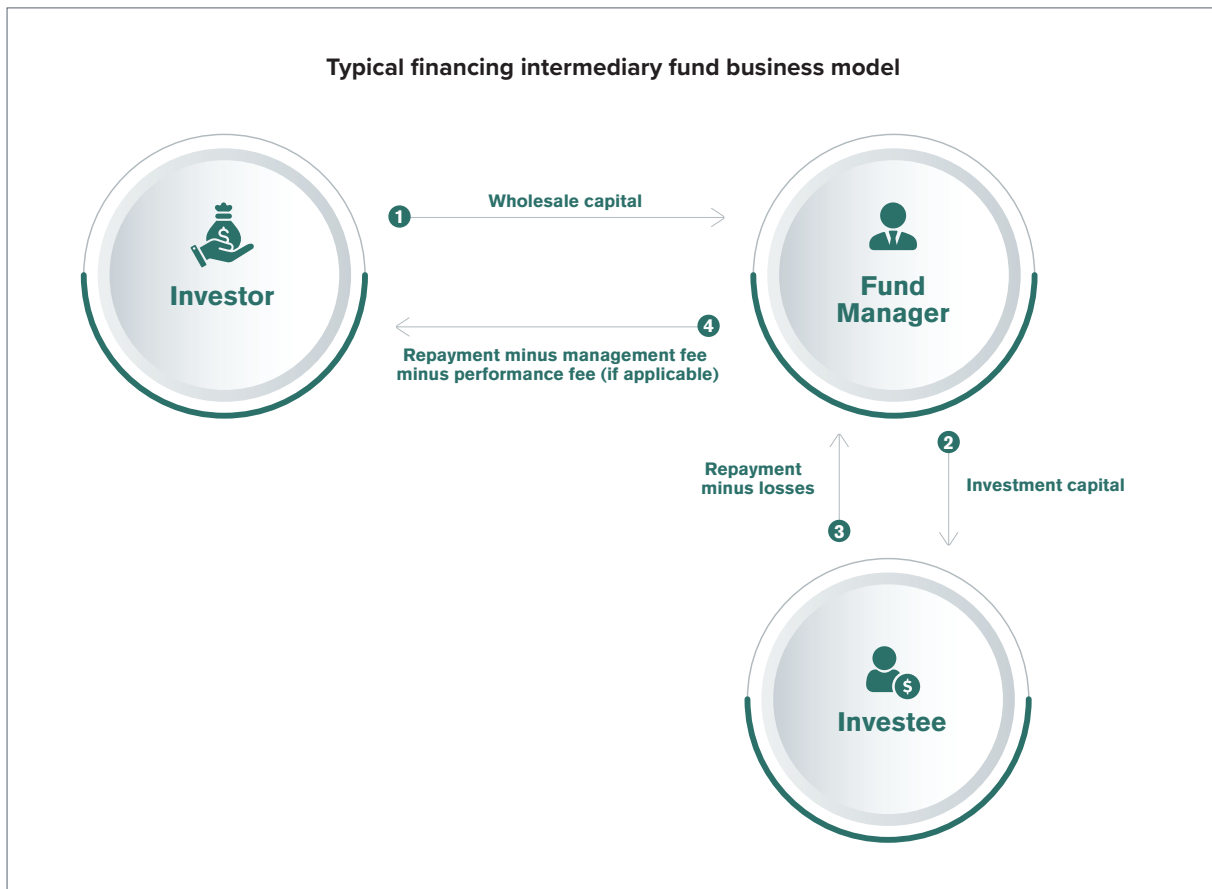 Typical financing intermediary fund business model
1
Wholesale capital
$
Investor
Fund
Manager
4
Repayment minus management fee
minus performance fee (if applicable)
2
Repayment
minus losses
Investment capital
3
$
Investee